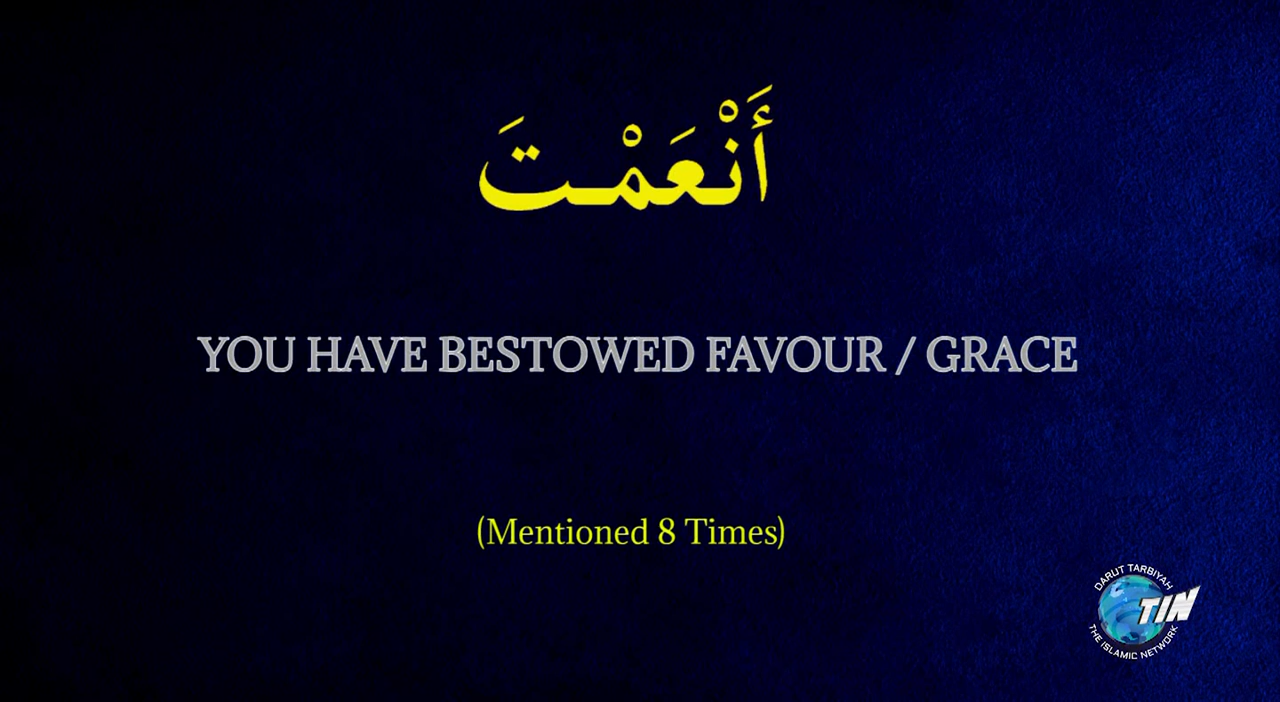 أَنْعَمْتَ
YOU HAVE BESTOWED FAVOUR / GRACE
(Mentioned 8 Times)
DARUT TARBIYAH
TIN
THE ISLAMIC NETWORK